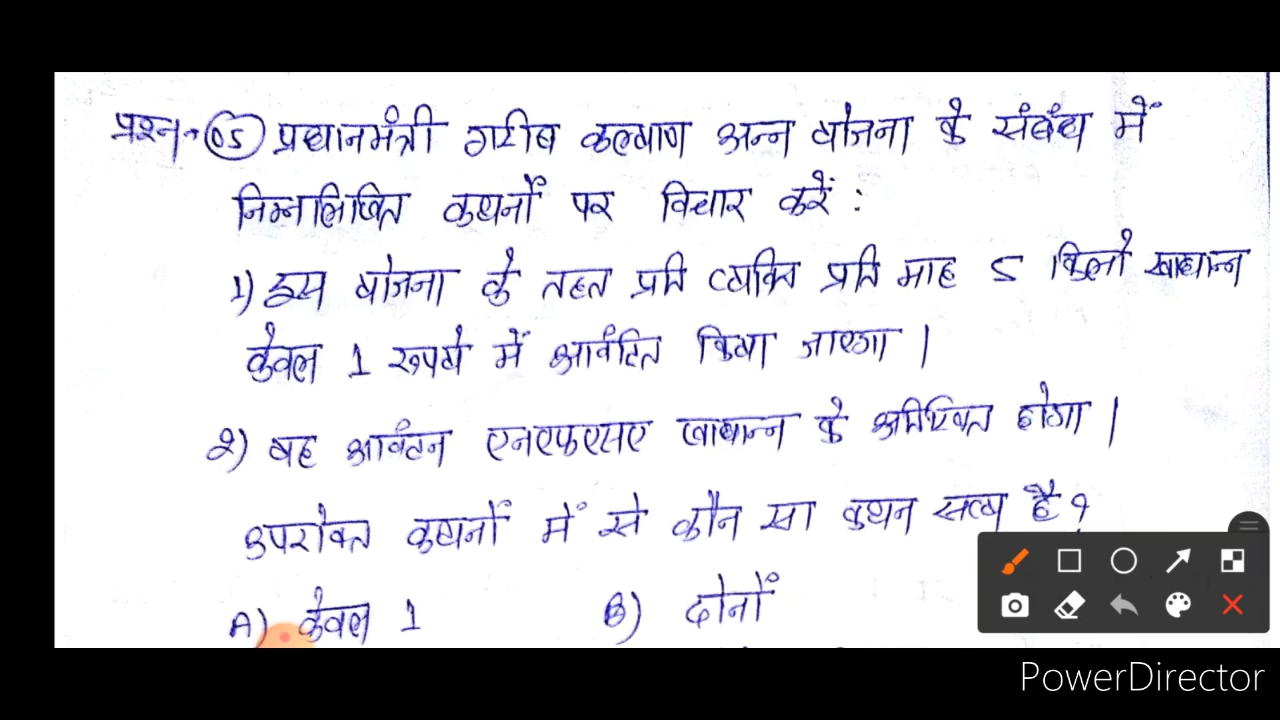 प्रश्न → 05) प्रधानमंत्री गरीब कल्याण अन्न योजना के संबंध में
निम्नलिखित कथनों पर विचार करें :
1) इस योजना के तहत प्रति व्यक्ति प्रति माह 5 किलो खाद्यान्न
केवल 1 रूपये में आवंटित किया जाएगा |
2) यह आवंटन एनएफएसए खाद्यान्न के अतिरिक्त होगा |
उपरोक्त कथनों में से कौन सा कथन सत्य है ?
A) केवल 1 B) दोनों
PowerDirector